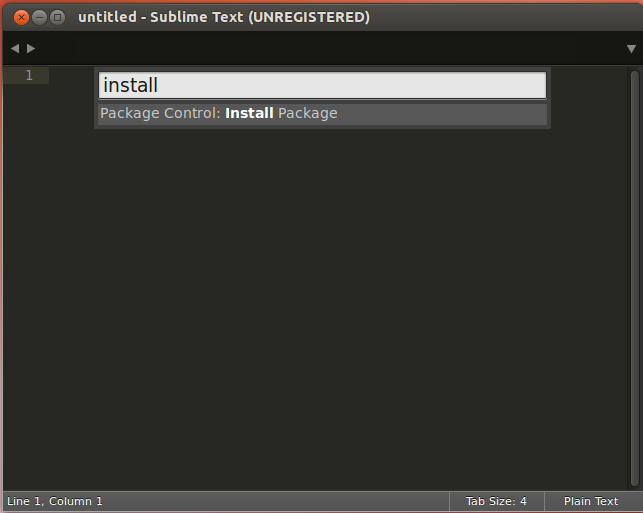 untitled - Sublime Text (UNREGISTERED)
1
install
Package Control: Install Package
Line 1, Column 1
Tab Size: 4
Plain Text